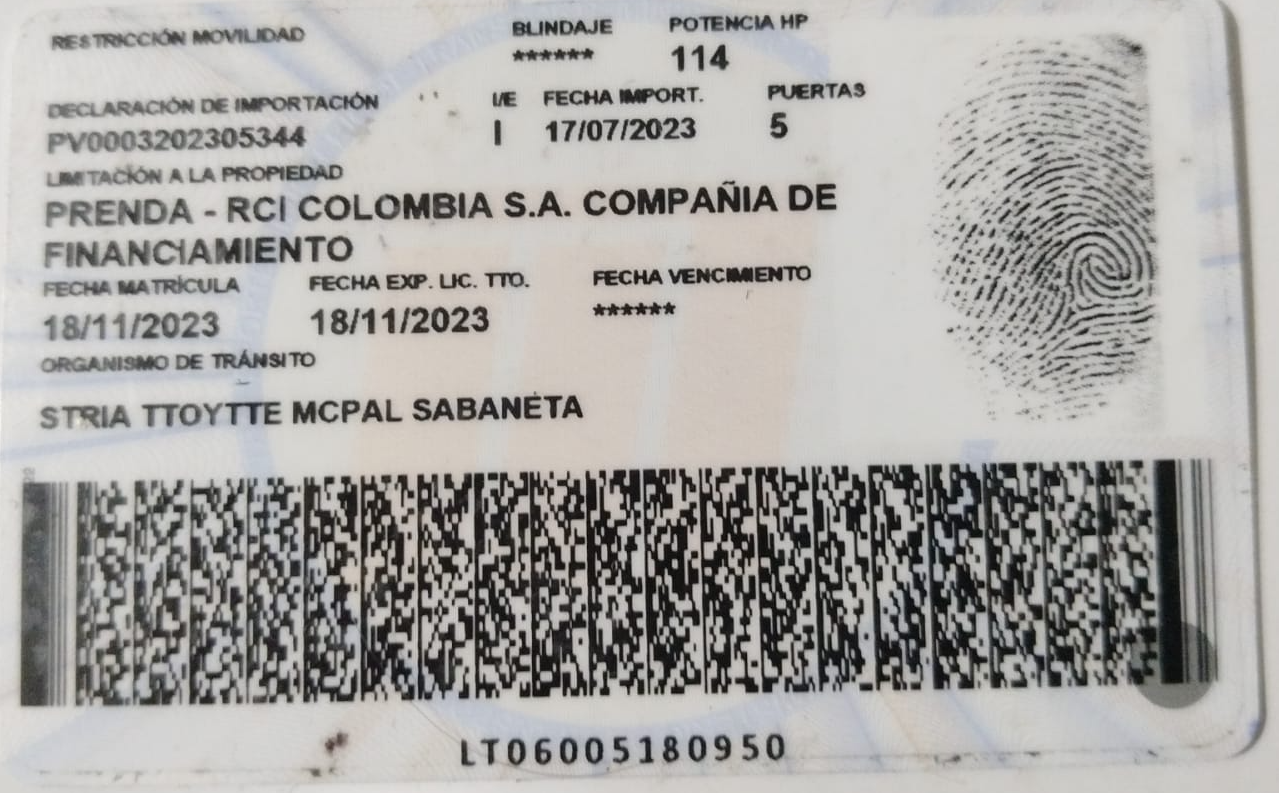 RESTRICCIÓN MOVILIDAD BLINDAJE POTENCIA HP
****** 114
DECLARACIÓN DE IMPORTACIÓN I/E FECHA IMPORT. PUERTAS
PV0003202305344 I 17/07/2023 5
LIMITACIÓN A LA PROPIEDAD
PRENDA - RCI COLOMBIA S.A. COMPAÑIA DE
FINANCIAMIENTO
FECHA MATRÍCULA FECHA EXP. LIC. TTO. FECHA VENCIMIENTO
18/11/2023 18/11/2023 ******
ORGANISMO DE TRÁNSITO
STRIA TTOYTTE MCPAL SABANETA
LT06005180950